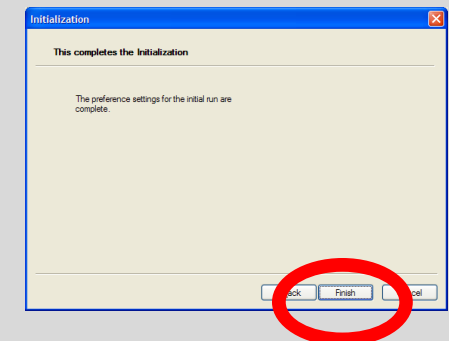 Initialization
This completes the Initialization
The preference settings for the initial run are
complete.
Finish